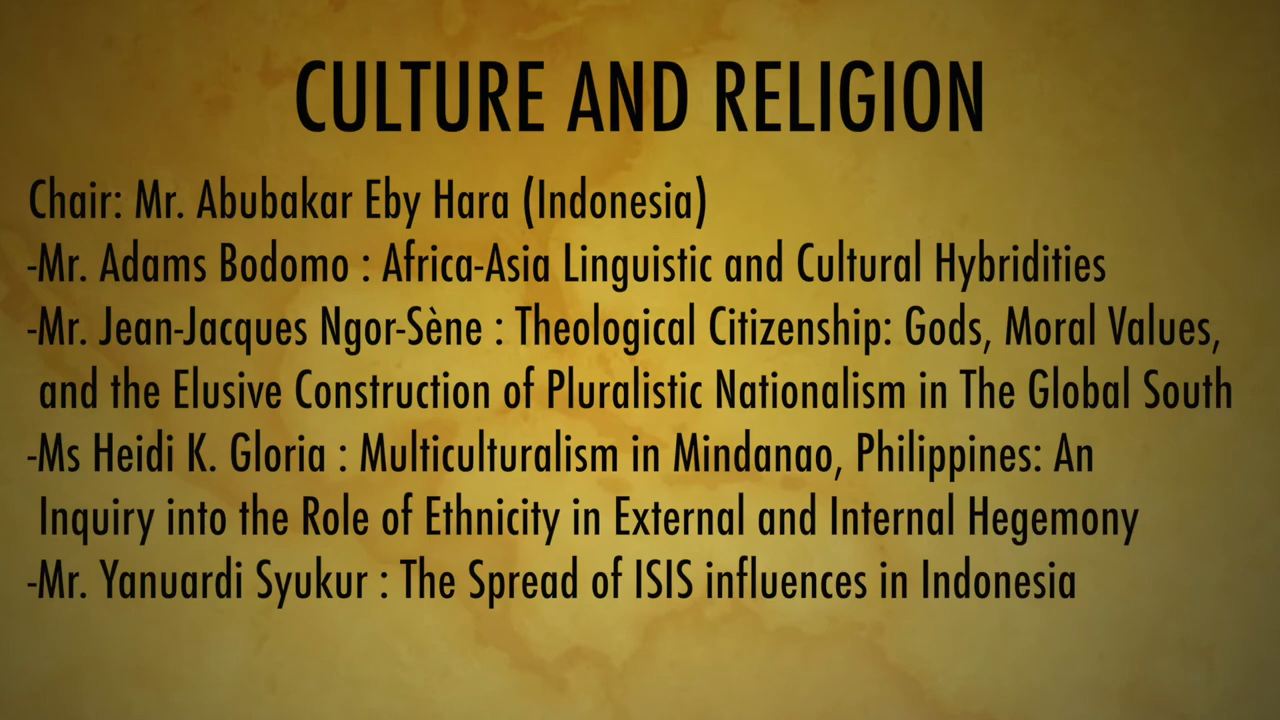 CULTURE AND RELIGION
Chair: Mr. Abubakar Eby Hara (Indonesia)
-Mr. Adams Bodomo : Africa-Asia Linguistic and Cultural Hybridities
-Mr. Jean-Jacques Ngor-Sène : Theological Citizenship: Gods, Moral Values,
and the Elusive Construction of Pluralistic Nationalism in The Global South
-Ms Heidi K. Gloria : Multiculturalism in Mindanao, Philippines: An
Inquiry into the Role of Ethnicity in External and Internal Hegemony
-Mr. Yanuardi Syukur : The Spread of ISIS influences in Indonesia